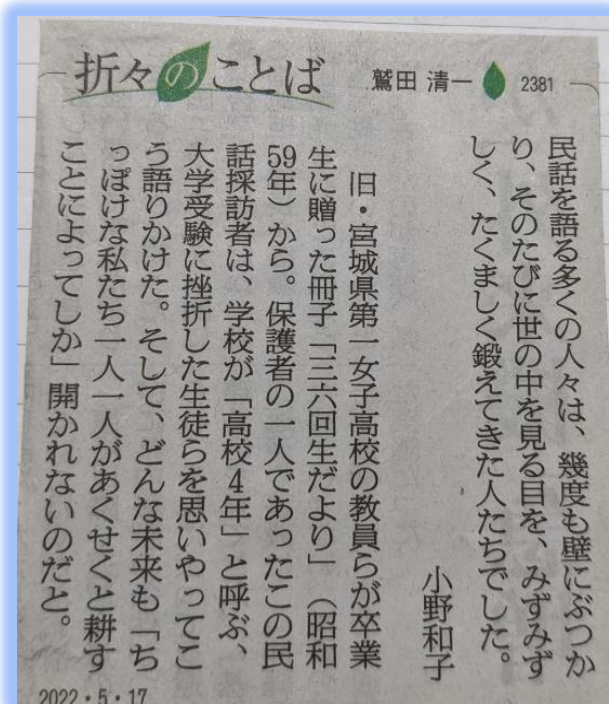 折々のことば 鷲田 清一 2381
民話を語る多くの人々は、幾度も壁にぶつか
り、そのたびに世の中を見る目を、みずみず
しく、たくましく鍛えてきた人たちでした。
小野和子
旧・宮城県第一女子高校の教員らが卒業
生に贈った冊子「三六回生だより」（昭和
59年）から。保護者の一人であったこの民
話採訪者は、学校が「高校4年」と呼ぶ、
大学受験に挫折した生徒らを思いやってこ
う語りかけた。そして、どんな未来も「ち
っぽけな私たち一人一人があくせくと耕す
ことによってしか」開かれないのだと。
2022・5・17